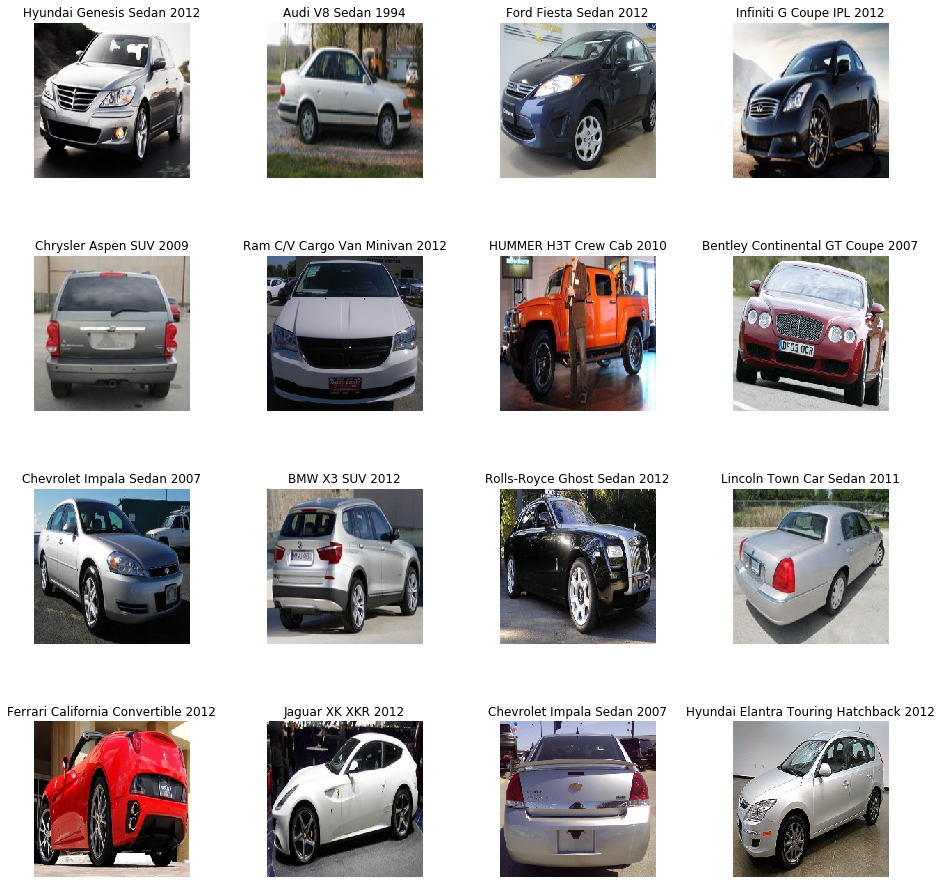 Hyundai Genesis Sedan 2012
Audi V8 Sedan 1994
Ford Fiesta Sedan 2012
Infiniti G Coupe IPL 2012
Chrysler Aspen SUV 2009
Ram C/V Cargo Van Minivan 2012
HUMMER H3T Crew Cab 2010
Bentley Continental GT Coupe 2007
Chevrolet Impala Sedan 2007
BMW X3 SUV 2012
Rolls-Royce Ghost Sedan 2012
Lincoln Town Car Sedan 2011
Ferrari California Convertible 2012
Jaguar XK XKR 2012
Chevrolet Impala Sedan 2007
Hyundai Elantra Touring Hatchback 2012